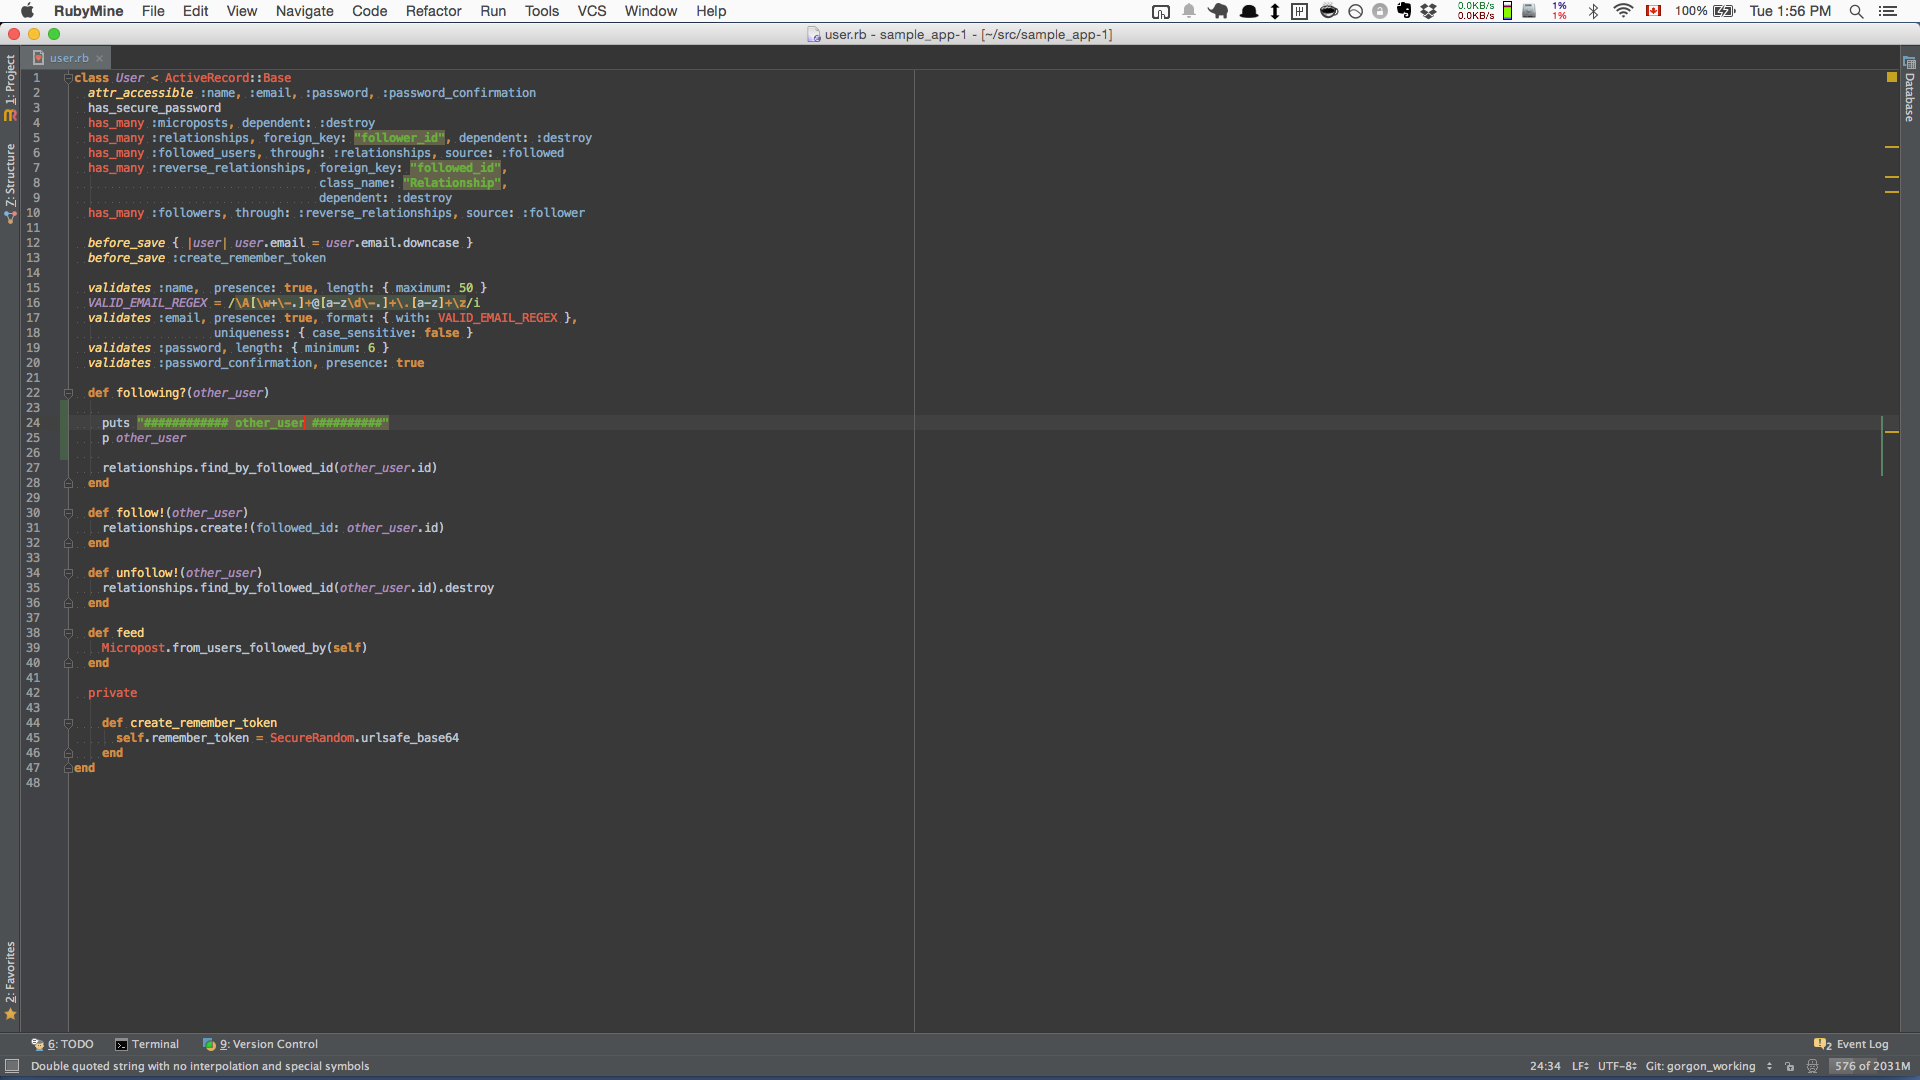 RubyMine File Edit View Navigate Code Refactor Run Tools VCS Window Help 0.0KB/s 0.0KB/s 1% 1% 100% Tue 1:56 PM
user.rb - sample_app-1 - [~/src/sample_app-1]
user.rb
1: Project
Z: Structure
2: Favorites
Database
1 class User < ActiveRecord::Base
2 attr_accessible :name, :email, :password, :password_confirmation
3 has_secure_password
4 has_many :microposts, dependent: :destroy
5 has_many :relationships, foreign_key: "follower_id", dependent: :destroy
6 has_many :followed_users, through: :relationships, source: :followed
7 has_many :reverse_relationships, foreign_key: "followed_id",
8 class_name: "Relationship",
9 dependent: :destroy
10 has_many :followers, through: :reverse_relationships, source: :follower
11
12 before_save { |user| user.email = user.email.downcase }
13 before_save :create_remember_token
14
15 validates :name, presence: true, length: { maximum: 50 }
16 VALID_EMAIL_REGEX = /\A[\w+\-.]+@[a-z\d\-.]+\.[a-z]+\z/i
17 validates :email, presence: true, format: { with: VALID_EMAIL_REGEX },
18 uniqueness: { case_sensitive: false }
19 validates :password, length: { minimum: 6 }
20 validates :password_confirmation, presence: true
21
22 def following?(other_user)
23
24 puts "############ other_user ##########"
25 p other_user
26
27 relationships.find_by_followed_id(other_user.id)
28 end
29
30 def follow!(other_user)
31 relationships.create!(followed_id: other_user.id)
32 end
33
34 def unfollow!(other_user)
35 relationships.find_by_followed_id(other_user.id).destroy
36 end
37
38 def feed
39 Micropost.from_users_followed_by(self)
40 end
41
42 private
43
44 def create_remember_token
45 self.remember_token = SecureRandom.urlsafe_base64
46 end
47 end
48
6: TODO Terminal 9: Version Control 2 Event Log
Double quoted string with no interpolation and special symbols 24:34 LF UTF-8 Git: gorgon_working 576 of 2031M